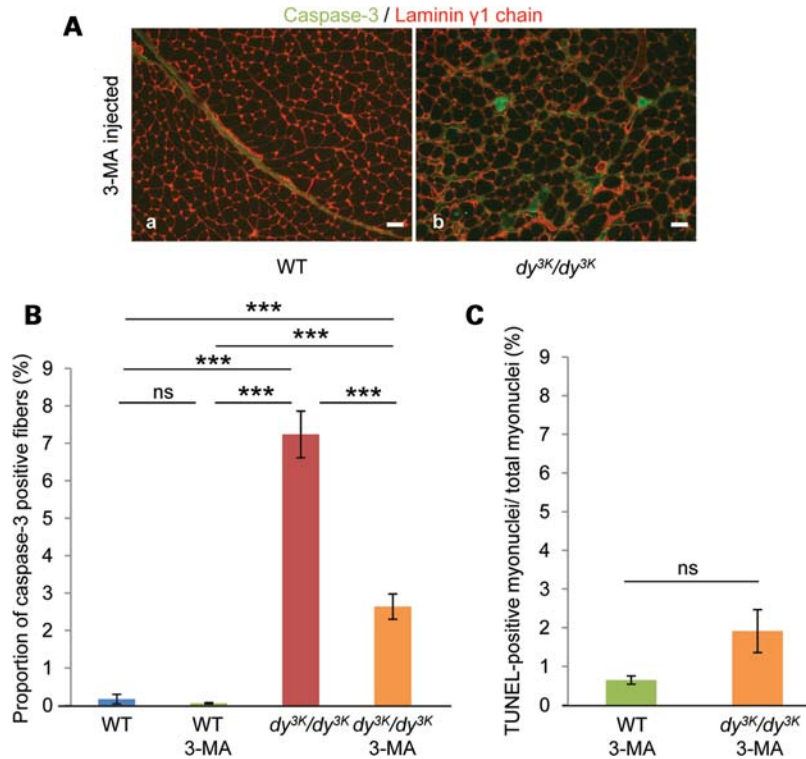 Caspase-3 / Laminin γ1 chain
A
3-MA injected
a
b
WT
dy3K/dy3K
B
***
***
***
ns
***
***
Proportion of caspase-3 positive fibers (%)
9
8
7
6
5
4
3
2
1
0
WT
WT
3-MA
dy3K/dy3K
dy3K/dy3K
3-MA
C
TUNEL-positive myonuclei/ total myonuclei (%)
9
8
7
6
5
4
3
2
1
0
ns
WT
3-MA
dy3K/dy3K
3-MA